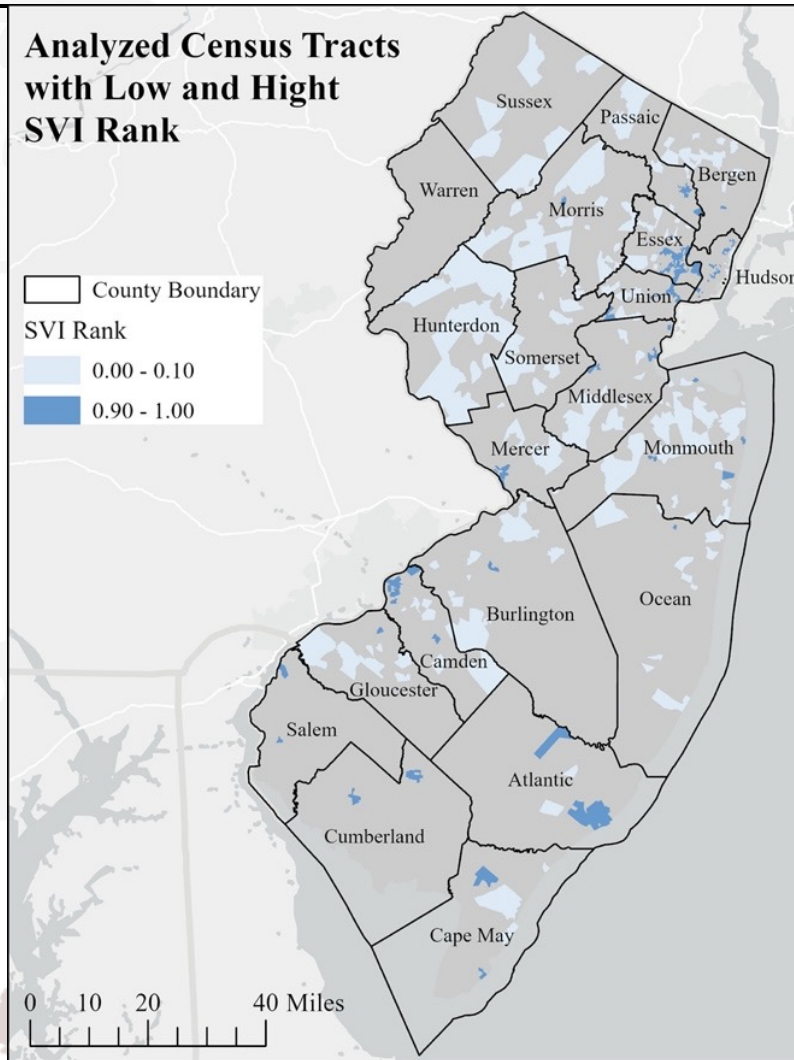 Analyzed Census Tracts
with Low and Hight
SVI Rank
Sussex
Passaic
Bergen
Warren
Morris
Essex
Hudson
Union
County Boundary
SVI Rank
0.00 - 0.10
0.90 - 1.00
Hunterdon
Somerset
Middlesex
Mercer
Monmouth
Ocean
Burlington
Camden
Gloucester
Salem
Atlantic
Cumberland
Cape May
0 10 20 40 Miles